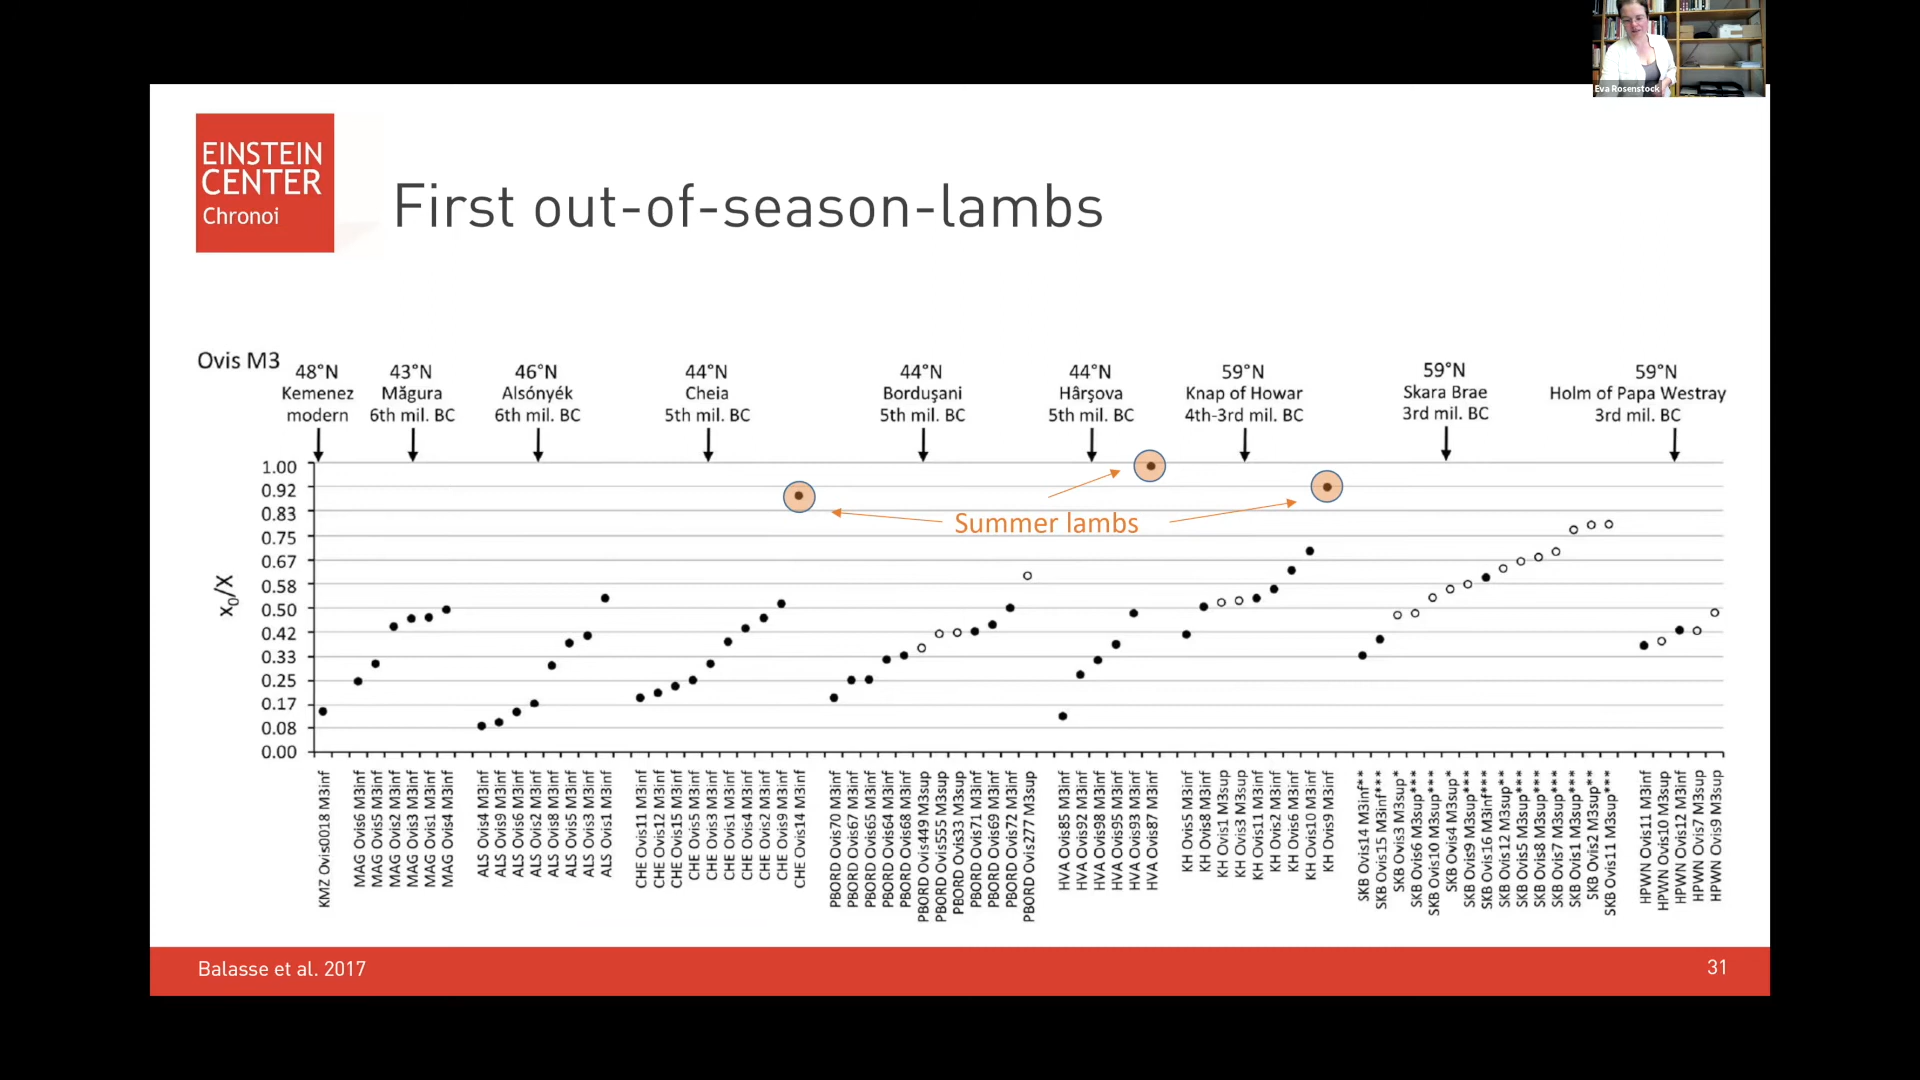 Eva Rosenstock
EINSTEIN
CENTER
Chronoi
First out-of-season-lambs
Ovis M3
48°N
Kemenez
modern
43°N
Măgura
6th mil. BC
46°N
Alsónyék
6th mil. BC
44°N
Cheia
5th mil. BC
44°N
Borduşani
5th mil. BC
44°N
Hârşova
5th mil. BC
59°N
Knap of Howar
4th-3rd mil. BC
59°N
Skara Brae
3rd mil. BC
59°N
Holm of Papa Westray
3rd mil. BC
Summer lambs
x0/X
1.00
0.92
0.83
0.75
0.67
0.58
0.50
0.42
0.33
0.25
0.17
0.08
0.00
KMZ Ovis0018 M3inf
MAG Ovis6 M3inf
MAG Ovis5 M3inf
MAG Ovis2 M3inf
MAG Ovis3 M3inf
MAG Ovis1 M3inf
MAG Ovis4 M3inf
ALS Ovis4 M3inf
ALS Ovis9 M3inf
ALS Ovis6 M3inf
ALS Ovis2 M3inf
ALS Ovis8 M3inf
ALS Ovis5 M3inf
ALS Ovis3 M3inf
ALS Ovis1 M3inf
CHE Ovis11 M3inf
CHE Ovis12 M3inf
CHE Ovis15 M3inf
CHE Ovis5 M3inf
CHE Ovis3 M3inf
CHE Ovis1 M3inf
CHE Ovis4 M3inf
CHE Ovis2 M3inf
CHE Ovis9 M3inf
CHE Ovis14 M3inf
PBORD Ovis70 M3inf
PBORD Ovis67 M3inf
PBORD Ovis65 M3inf
PBORD Ovis64 M3inf
PBORD Ovis68 M3inf
PBORD Ovis449 M3sup
PBORD Ovis555 M3sup
PBORD Ovis33 M3sup
PBORD Ovis71 M3inf
PBORD Ovis69 M3inf
PBORD Ovis72 M3inf
PBORD Ovis277 M3sup
HVA Ovis85 M3inf
HVA Ovis92 M3inf
HVA Ovis98 M3inf
HVA Ovis95 M3inf
HVA Ovis93 M3inf
HVA Ovis87 M3inf
KH Ovis5 M3inf
KH Ovis8 M3inf
KH Ovis1 M3sup
KH Ovis3 M3sup
KH Ovis11 M3inf
KH Ovis2 M3inf
KH Ovis6 M3inf
KH Ovis10 M3inf
KH Ovis9 M3inf
SKB Ovis14 M3inf**
SKB Ovis15 M3inf***
SKB Ovis3 M3sup*
SKB Ovis6 M3sup***
SKB Ovis10 M3sup***
SKB Ovis4 M3sup*
SKB Ovis9 M3sup***
SKB Ovis16 M3inf***
SKB Ovis12 M3sup**
SKB Ovis5 M3sup***
SKB Ovis8 M3sup***
SKB Ovis7 M3sup***
SKB Ovis1 M3sup***
SKB Ovis2 M3sup**
SKB Ovis11 M3sup***
HPWN Ovis11 M3inf
HPWN Ovis10 M3sup
HPWN Ovis12 M3inf
HPWN Ovis7 M3sup
HPWN Ovis9 M3sup
Balasse et al. 2017
31